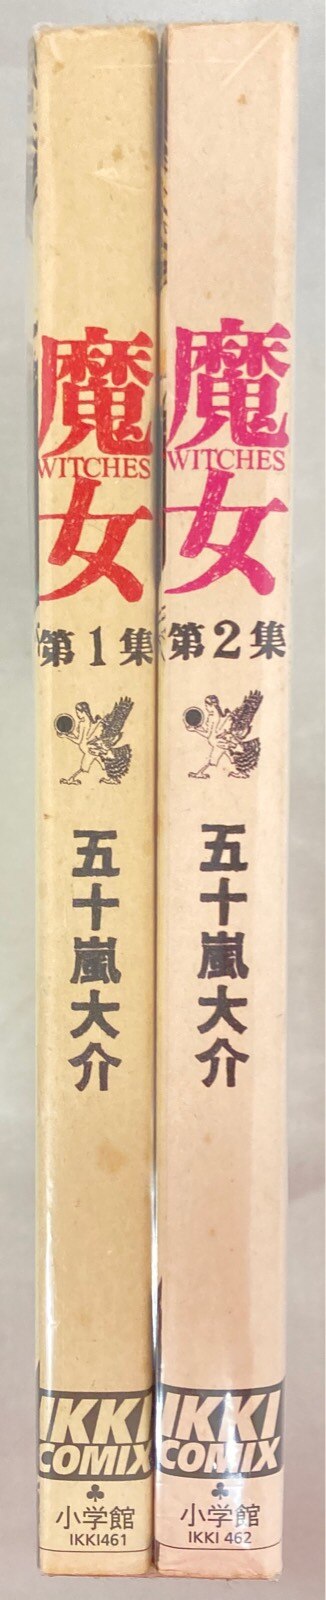 魔女
WITCHES
第1集
五十嵐大介
IKKI
COMIX
小学館
IKKI461
魔女
WITCHES
第2集
五十嵐大介
IKKI
COMIX
小学館
IKKI 462